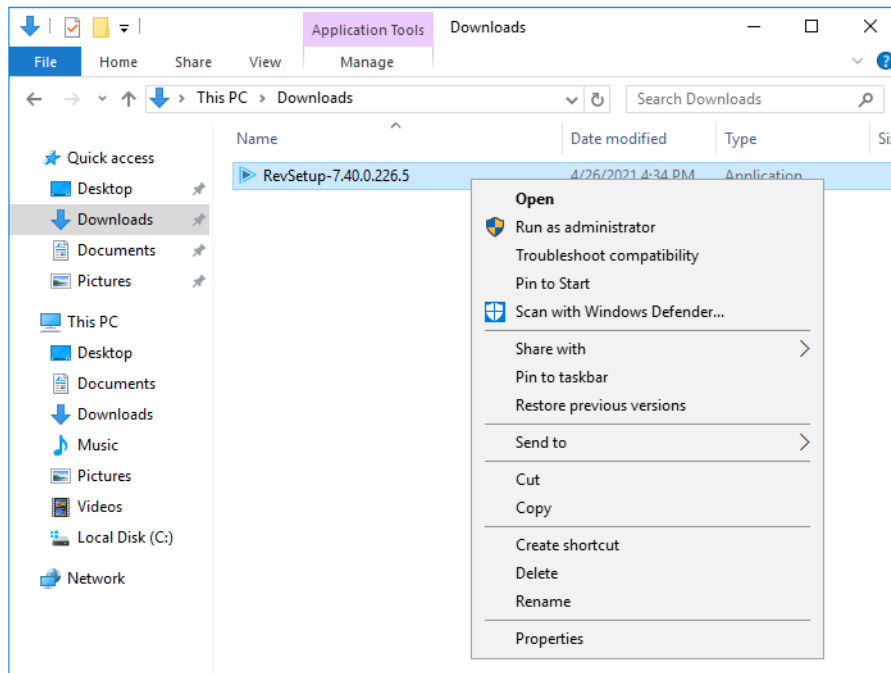 Application Tools Downloads
File Home Share View Manage
This PC > Downloads
Search Downloads
Name Date modified Type Si
Quick access
Desktop
Downloads
Documents
Pictures
This PC
Desktop
Documents
Downloads
Music
Pictures
Videos
Local Disk (C:)
Network
RevSetup-7.40.0.226.5 4/26/2021 4:34 PM Application
Open
Run as administrator
Troubleshoot compatibility
Pin to Start
Scan with Windows Defender...
Share with
Pin to taskbar
Restore previous versions
Send to
Cut
Copy
Create shortcut
Delete
Rename
Properties